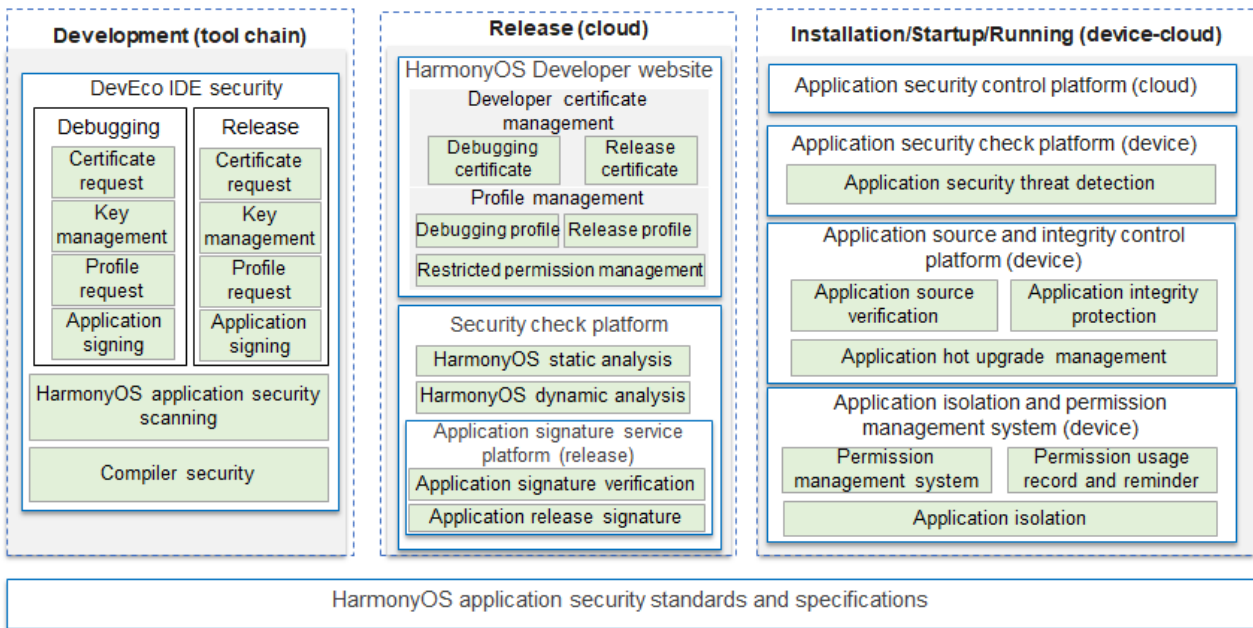 Development (tool chain)
DevEco IDE security
Debugging
Certificate
request
Key
management
Profile
request
Application
signing
Release
Certificate
request
Key
management
Profile
request
Application
signing
HarmonyOS application security
scanning
Compiler security
Release (cloud)
HarmonyOS Developer website
Developer certificate
management
Debugging
certificate
Release
certificate
Profile management
Debugging profile
Release profile
Restricted permission management
Security check platform
HarmonyOS static analysis
HarmonyOS dynamic analysis
Application signature service
platform (release)
Application signature verification
Application release signature
Installation/Startup/Running (device-cloud)
Application security control platform (cloud)
Application security check platform (device)
Application security threat detection
Application source and integrity control
platform (device)
Application source
verification
Application integrity
protection
Application hot upgrade management
Application isolation and permission
management system (device)
Permission
management system
Permission usage
record and reminder
Application isolation
HarmonyOS application security standards and specifications